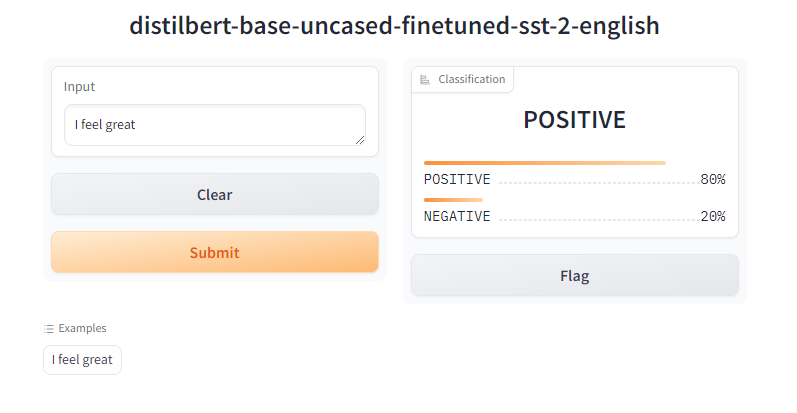 distilbert-base-uncased-finetuned-sst-2-english
Input
I feel great
Clear
Submit
Classification
POSITIVE
POSITIVE 80%
NEGATIVE 20%
Flag
Examples
I feel great